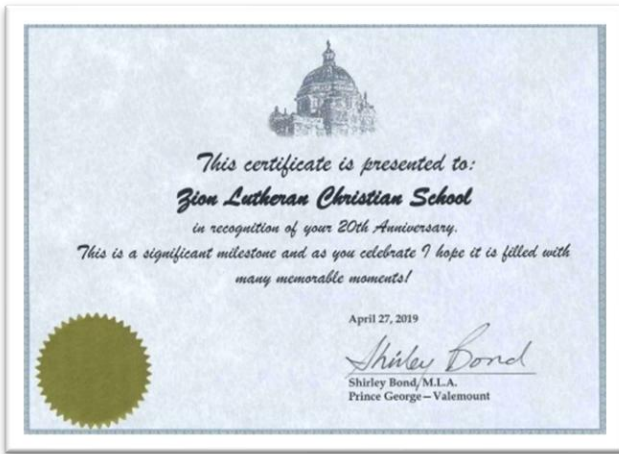 This certificate is presented to:
Zion Lutheran Christian School
in recognition of your 20th Anniversary.
This is a significant milestone and as you celebrate I hope it is filled with
many memorable moments!
April 27, 2019
Shirley Bond
Shirley Bond/M.L.A.
Prince George – Valemount